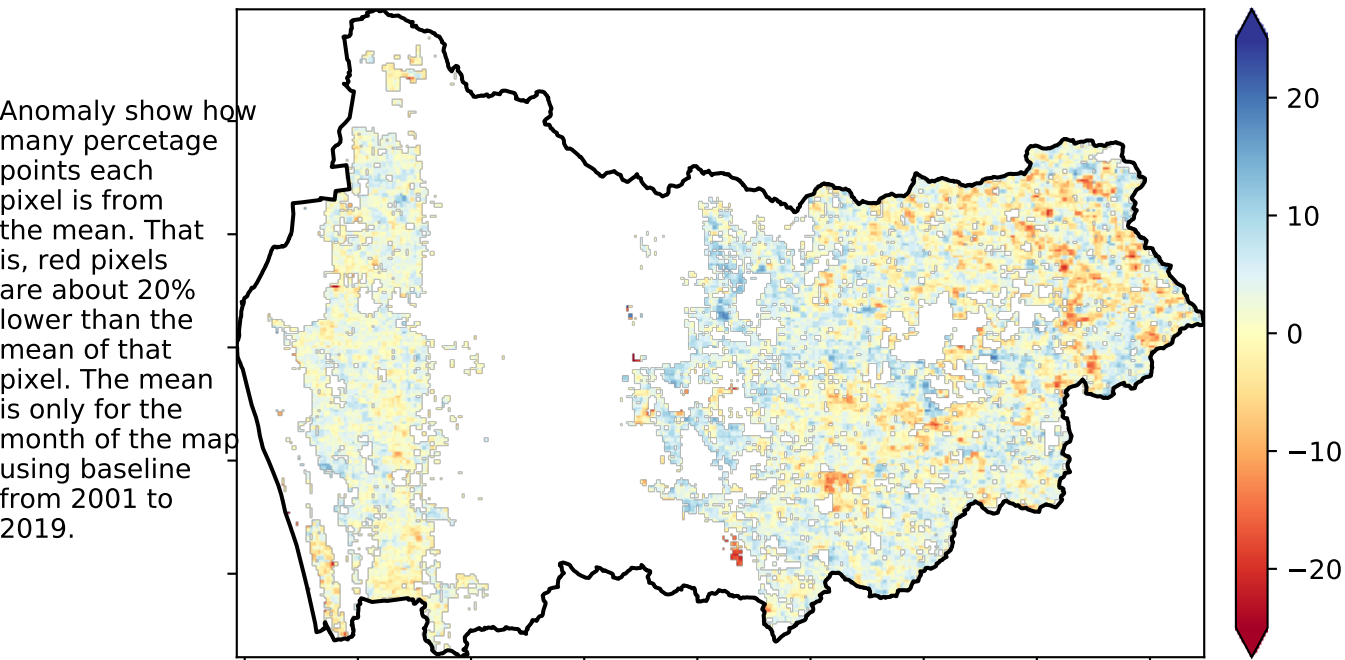 Anomaly show how
many percetage
points each
pixel is from
the mean. That
is, red pixels
are about 20%
lower than the
mean of that
pixel. The mean
is only for the
month of the map
using baseline
from 2001 to
2019.
20
10
0
−10
−20